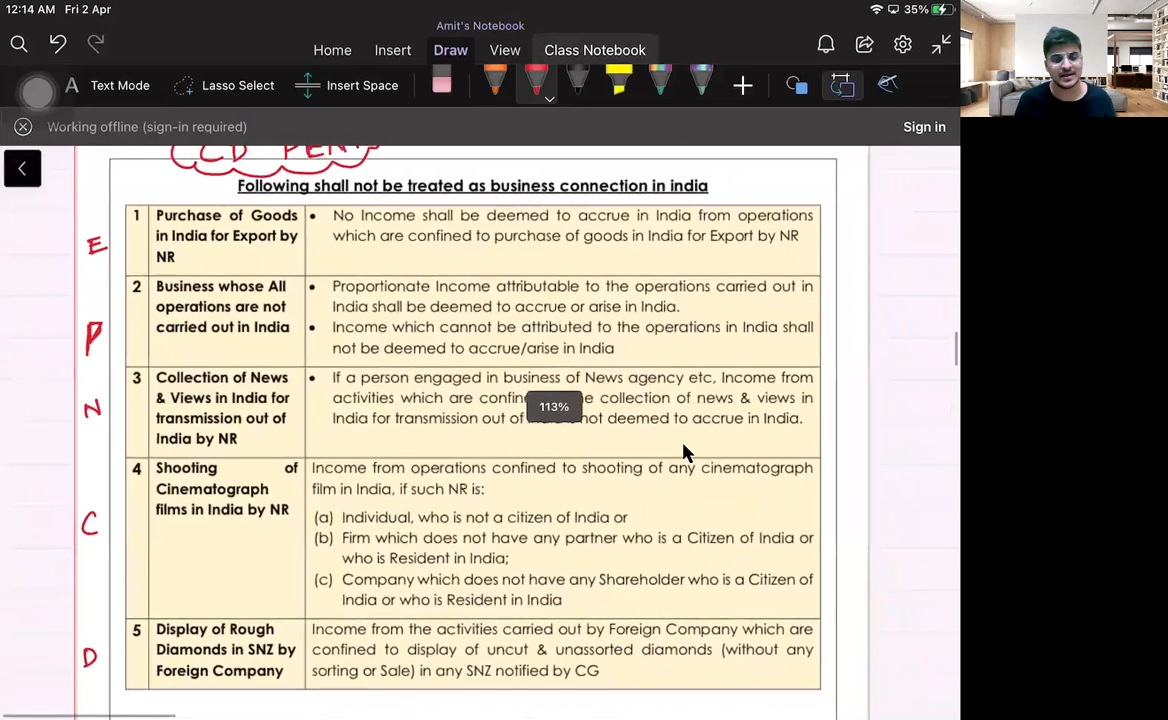 12:14 AM Fri 2 Apr
35%
Amit's Notebook
Home Insert Draw View Class Notebook
A Text Mode Lasso Select Insert Space
Working offline (sign-in required) Sign in
CCD PEN
Following shall not be treated as business connection in india
E
1 Purchase of Goods in India for Export by NR
• No Income shall be deemed to accrue in India from operations
which are confined to purchase of goods in India for Export by NR
P
2 Business whose All operations are not carried out in India
• Proportionate Income attributable to the operations carried out in
India shall be deemed to accrue or arise in India.
• Income which cannot be attributed to the operations in India shall
not be deemed to accrue/arise in India
N
3 Collection of News & Views in India for transmission out of India by NR
• If a person engaged in business of News agency etc, Income from
activities which are confin 113% e collection of news & views in
India for transmission out of not deemed to accrue in India.
C
4 Shooting of Cinematograph films in India by NR
Income from operations confined to shooting of any cinematograph
film in India, if such NR is:
(a) Individual, who is not a citizen of India or
(b) Firm which does not have any partner who is a Citizen of India or
who is Resident in India;
(c) Company which does not have any Shareholder who is a Citizen of
India or who is Resident in India
D
5 Display of Rough Diamonds in SNZ by Foreign Company
Income from the activities carried out by Foreign Company which are
confined to display of uncut & unassorted diamonds (without any
sorting or Sale) in any SNZ notified by CG